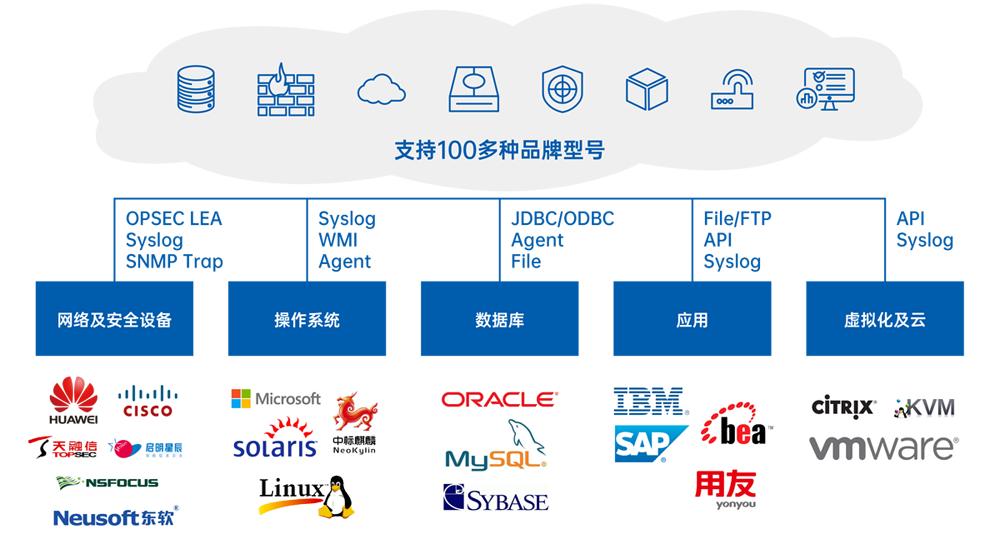 支持100多种品牌型号
OPSEC LEA
Syslog
SNMP Trap
Syslog
WMI
Agent
JDBC/ODBC
Agent
File
File/FTP
API
Syslog
API
Syslog
网络及安全设备
操作系统
数据库
应用
虚拟化及云
HUAWEI
CISCO
天融信
TOPSEC
启明星辰
NSFOCUS
Neusoft东软®
Microsoft
solaris™
中标麒麟
NeoKylin
Linux
ORACLE®
MySQL®
SYBASE
IBM®
SAP®
bea™
用友
yonyou
CİTRIX®
KVM
vmware®